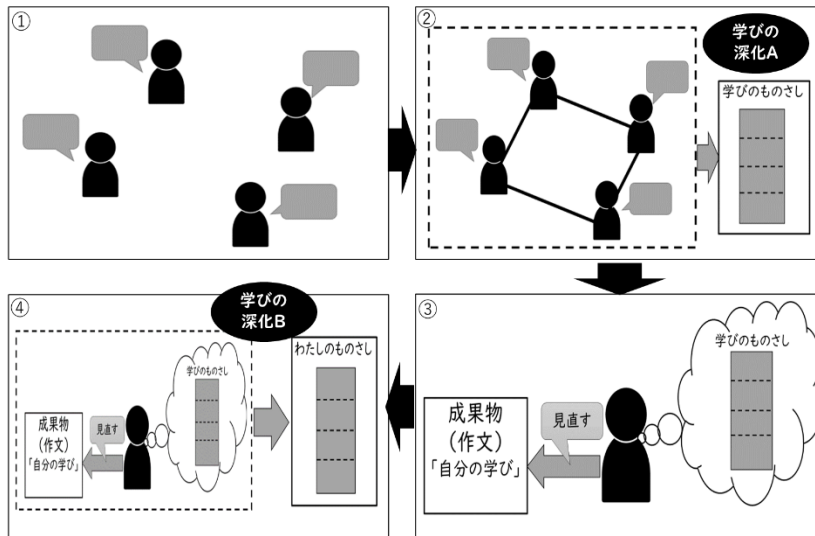 ①
②
学びの
深化A
学びのものさし
③
学びのものさし
見直す
成果物
(作文)
「自分の学び」
④
学びの
深化B
わたしのものさし
学びのものさし
見直す
成果物
(作文)
「自分の学び」